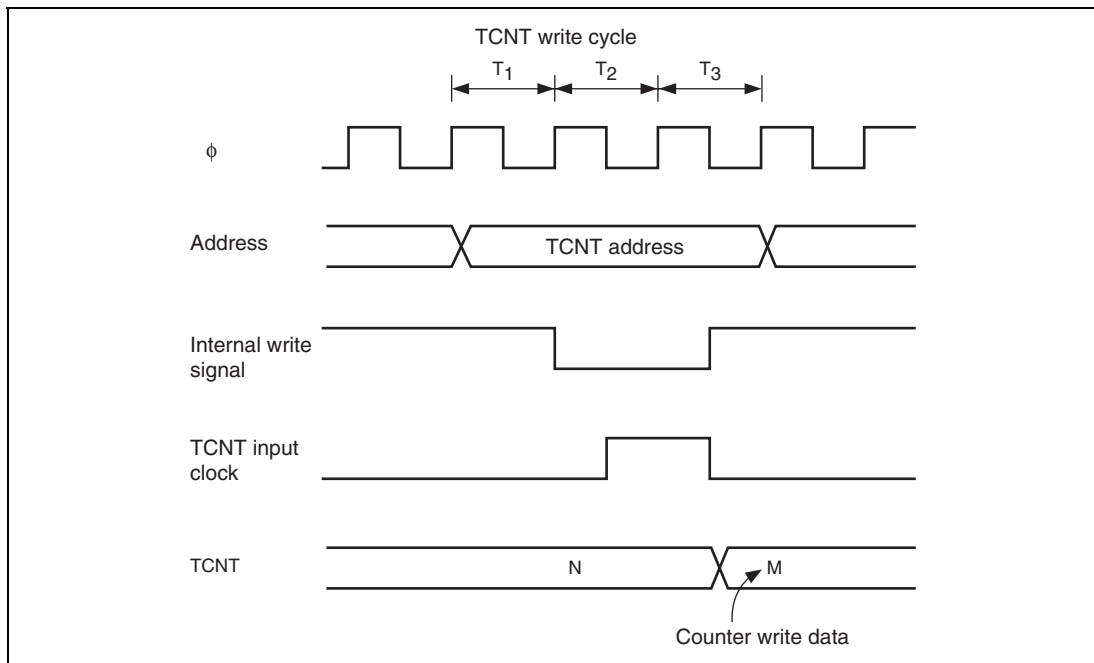 TCNT write cycle
T1 T2 T3
ϕ
Address
TCNT address
Internal write
signal
TCNT input
clock
TCNT
N
M
Counter write data